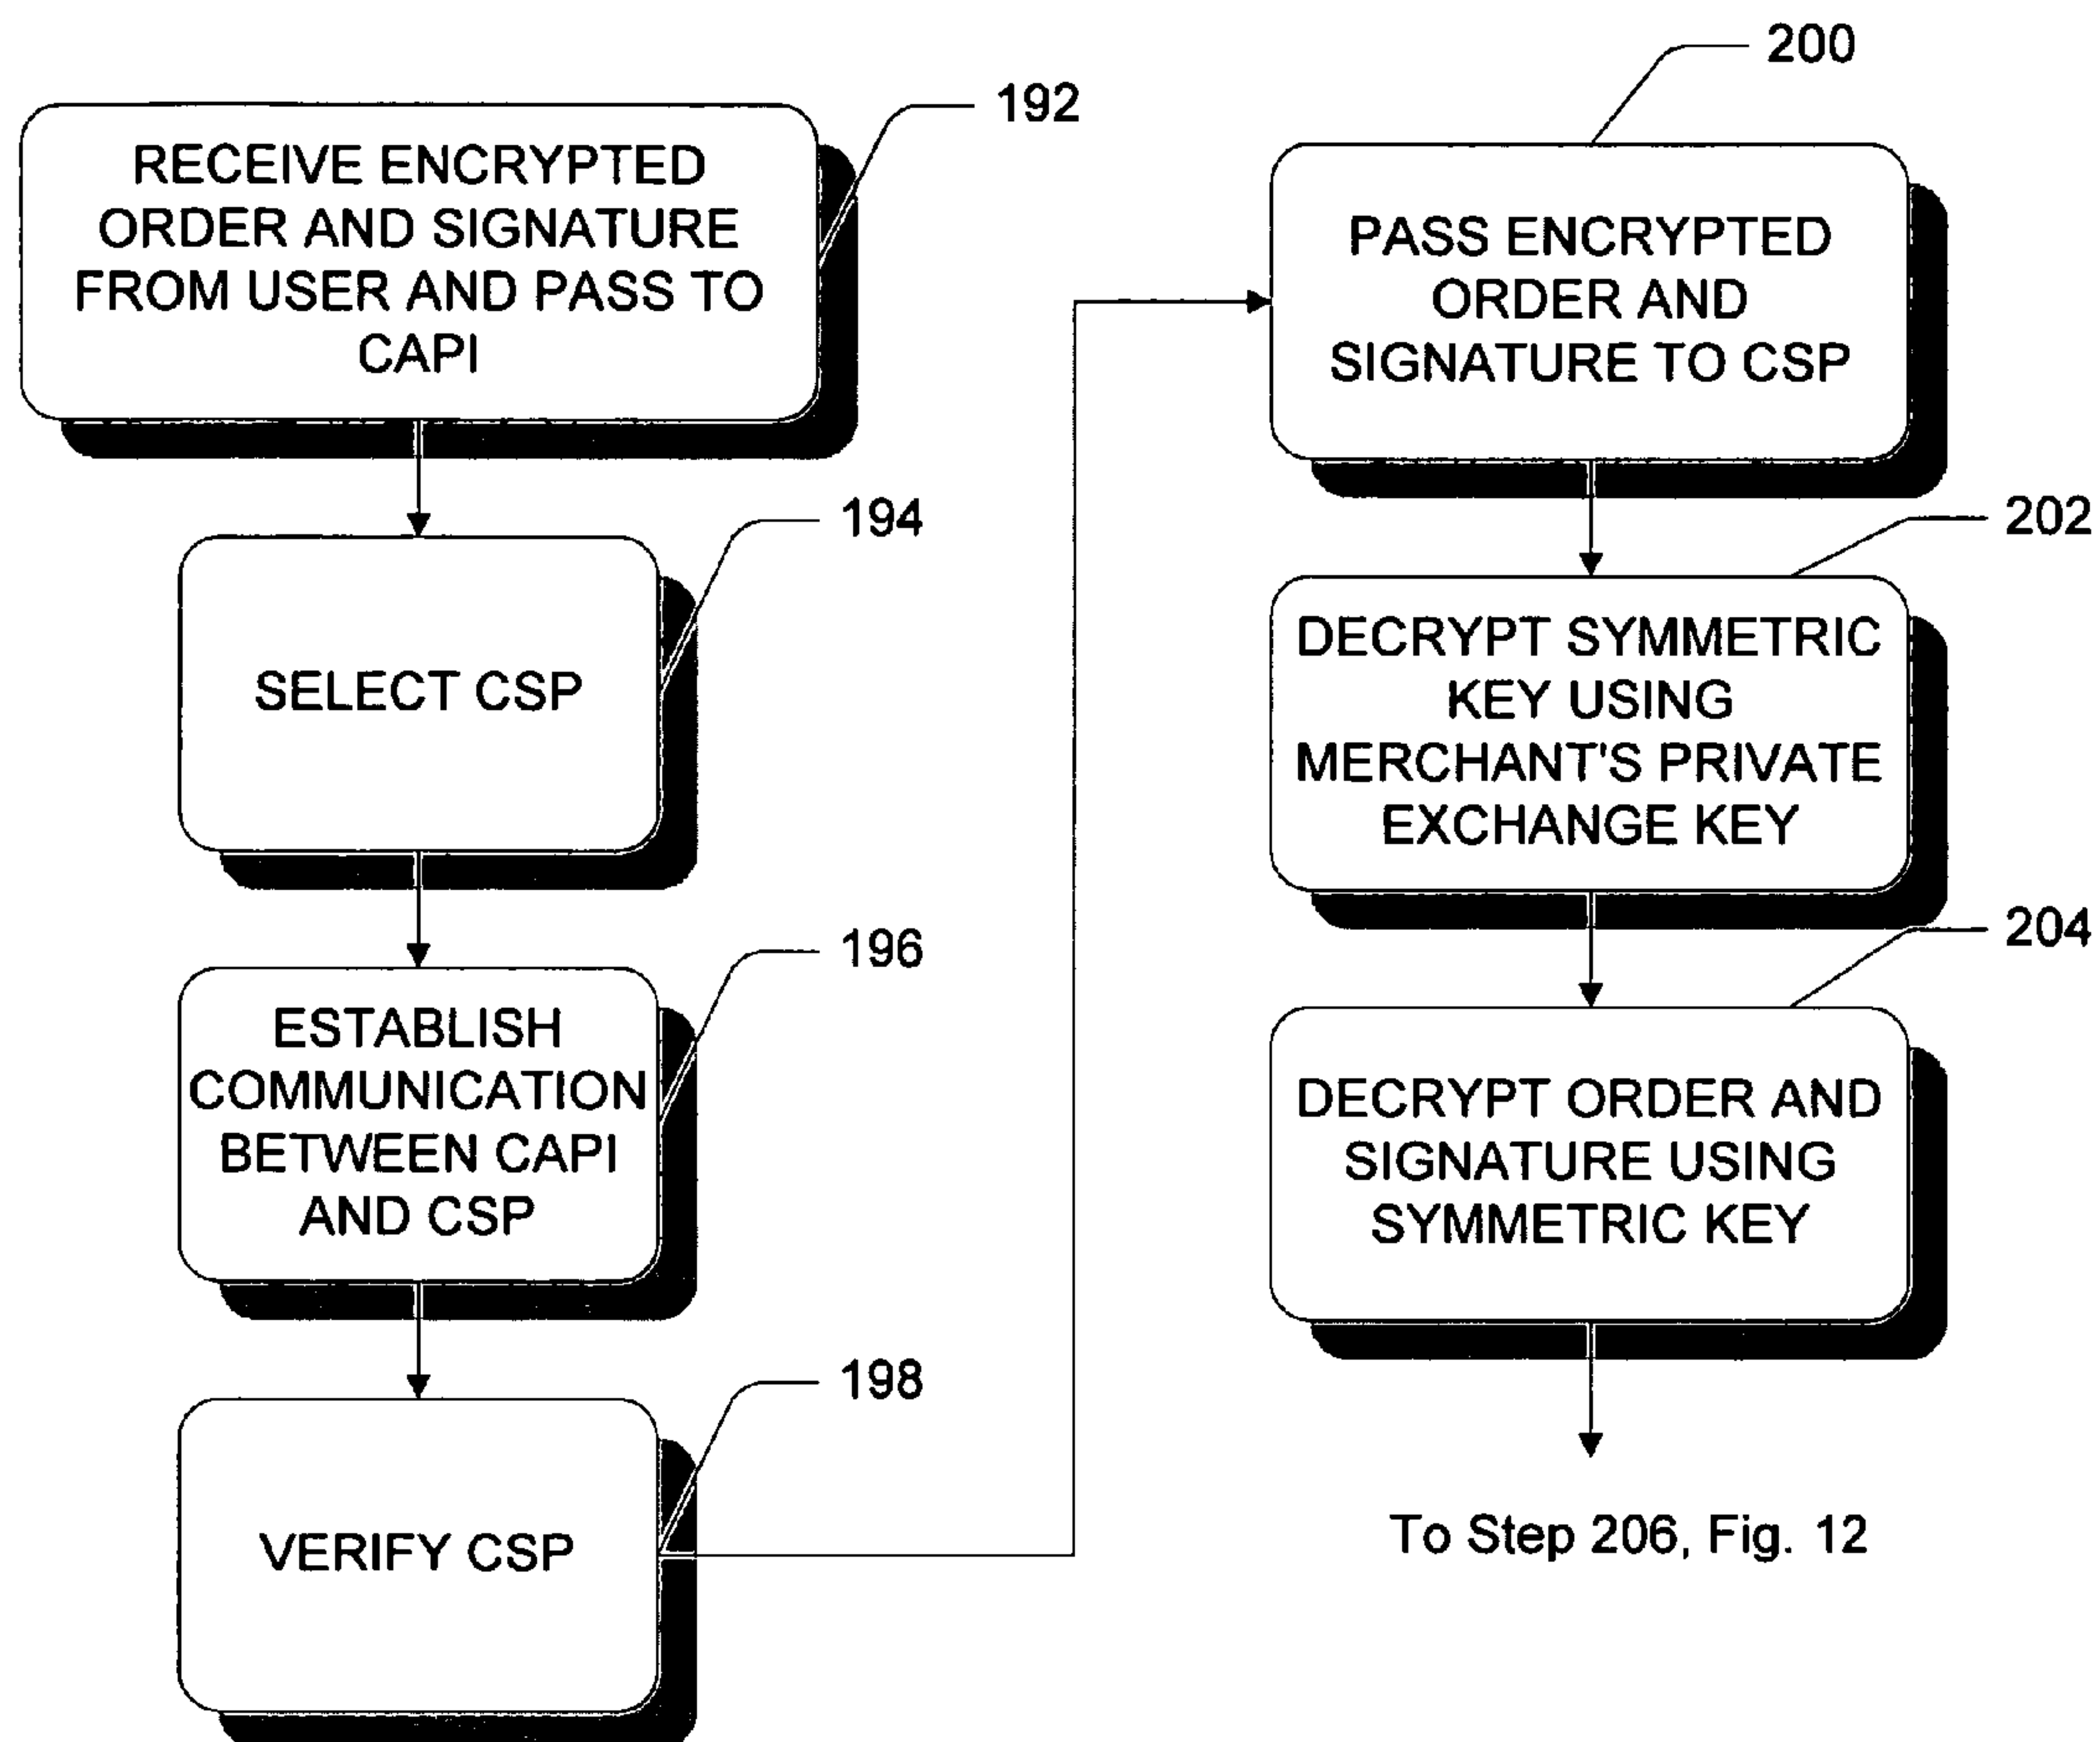 192
RECEIVE ENCRYPTED
ORDER AND SIGNATURE
FROM USER AND PASS TO
CAPI
194
SELECT CSP
196
ESTABLISH
COMMUNICATION
BETWEEN CAPI
AND CSP
198
VERIFY CSP
200
PASS ENCRYPTED
ORDER AND
SIGNATURE TO CSP
202
DECRYPT SYMMETRIC
KEY USING
MERCHANT'S PRIVATE
EXCHANGE KEY
204
DECRYPT ORDER AND
SIGNATURE USING
SYMMETRIC KEY
To Step 206, Fig. 12